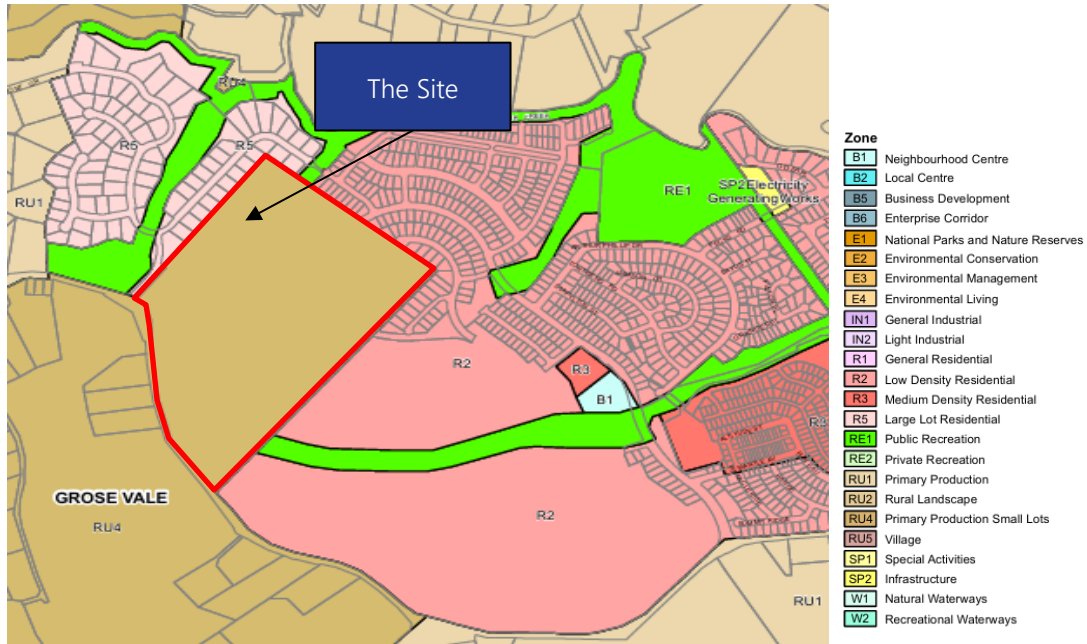 The Site
RU4
R5
R5
RU1
RE1
SP2Electricity
GeneratingWorks
R2
R3
B1
R3
GROSE VALE
RU4
R2
RU1
Zone
B1 Neighbourhood Centre
B2 Local Centre
B5 Business Development
B6 Enterprise Corridor
E1 National Parks and Nature Reserves
E2 Environmental Conservation
E3 Environmental Management
E4 Environmental Living
IN1 General Industrial
IN2 Light Industrial
R1 General Residential
R2 Low Density Residential
R3 Medium Density Residential
R5 Large Lot Residential
RE1 Public Recreation
RE2 Private Recreation
RU1 Primary Production
RU2 Rural Landscape
RU4 Primary Production Small Lots
RU5 Village
SP1 Special Activities
SP2 Infrastructure
W1 Natural Waterways
W2 Recreational Waterways